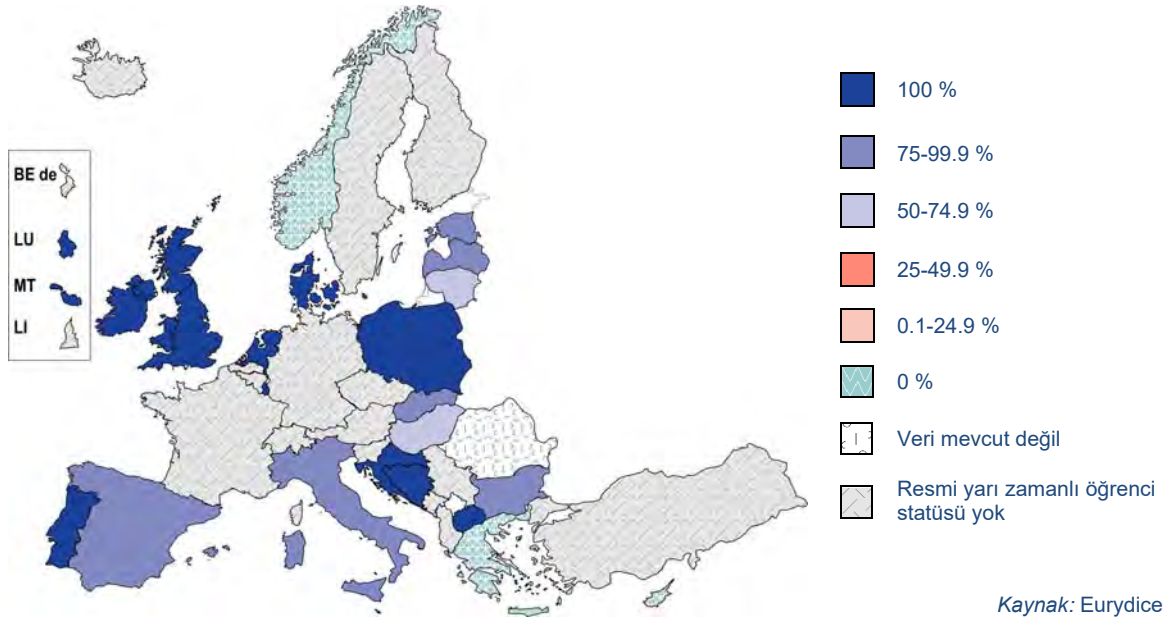 BE de
LU
MT
LI
100 %
75-99.9 %
50-74.9 %
25-49.9 %
0.1-24.9 %
0 %
Veri mevcut değil
Resmi yarı zamanlı öğrenci
statüsü yok
Kaynak: Eurydice